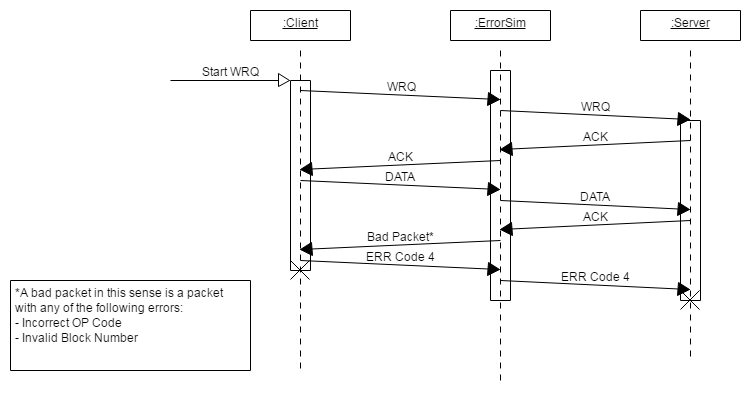 :Client
:ErrorSim
:Server
Start WRQ
WRQ
WRQ
ACK
ACK
DATA
DATA
ACK
Bad Packet*
ERR Code 4
ERR Code 4
*A bad packet in this sense is a packet
with any of the following errors:
- Incorrect OP Code
- Invalid Block Number